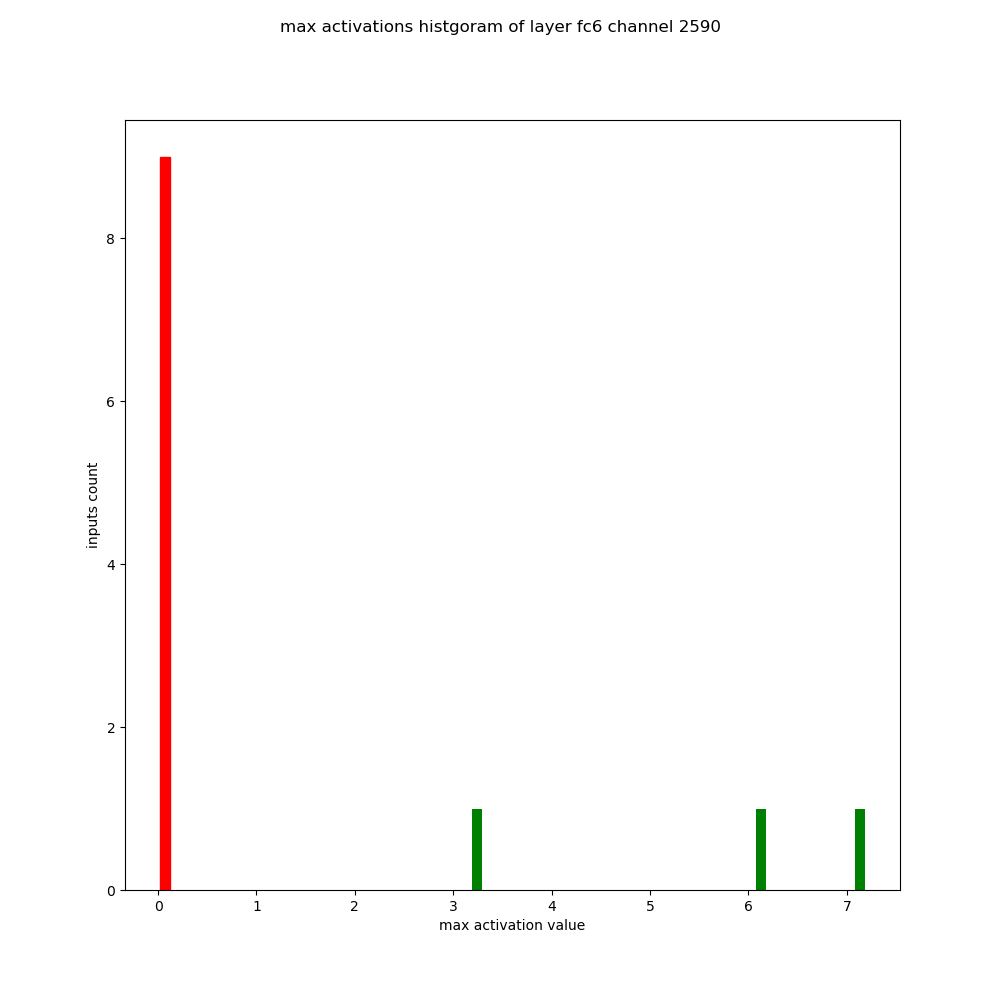 max activations histgoram of layer fc6 channel 2590
8
6
4
2
0
inputs count
0 1 2 3 4 5 6 7
max activation value